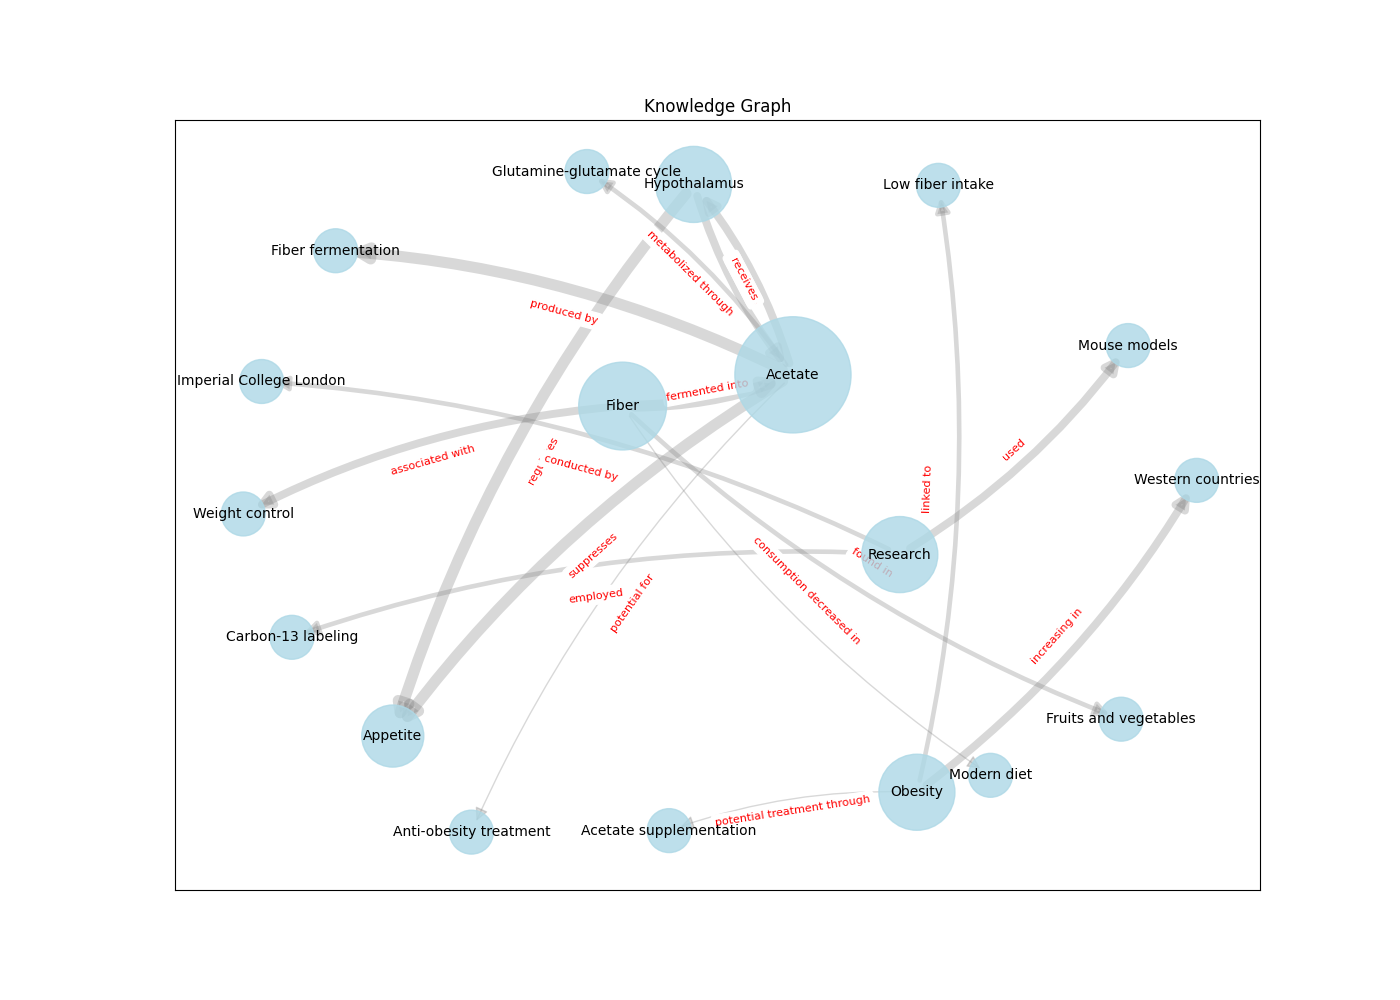 Knowledge Graph
Glutamine-glutamate cycle
Hypothalamus
Low fiber intake
Fiber fermentation
metabolized through
receives
produced by
Mouse models
Acetate
Imperial College London
fermented into
Fiber
used
associated with
conducted by
linked to
Western countries
Weight control
suppresses
consumption decreased in
Research
found in
employed
potential for
increasing in
Carbon-13 labeling
Fruits and vegetables
Appetite
Modern diet
Obesity
potential treatment through
Anti-obesity treatment
Acetate supplementation